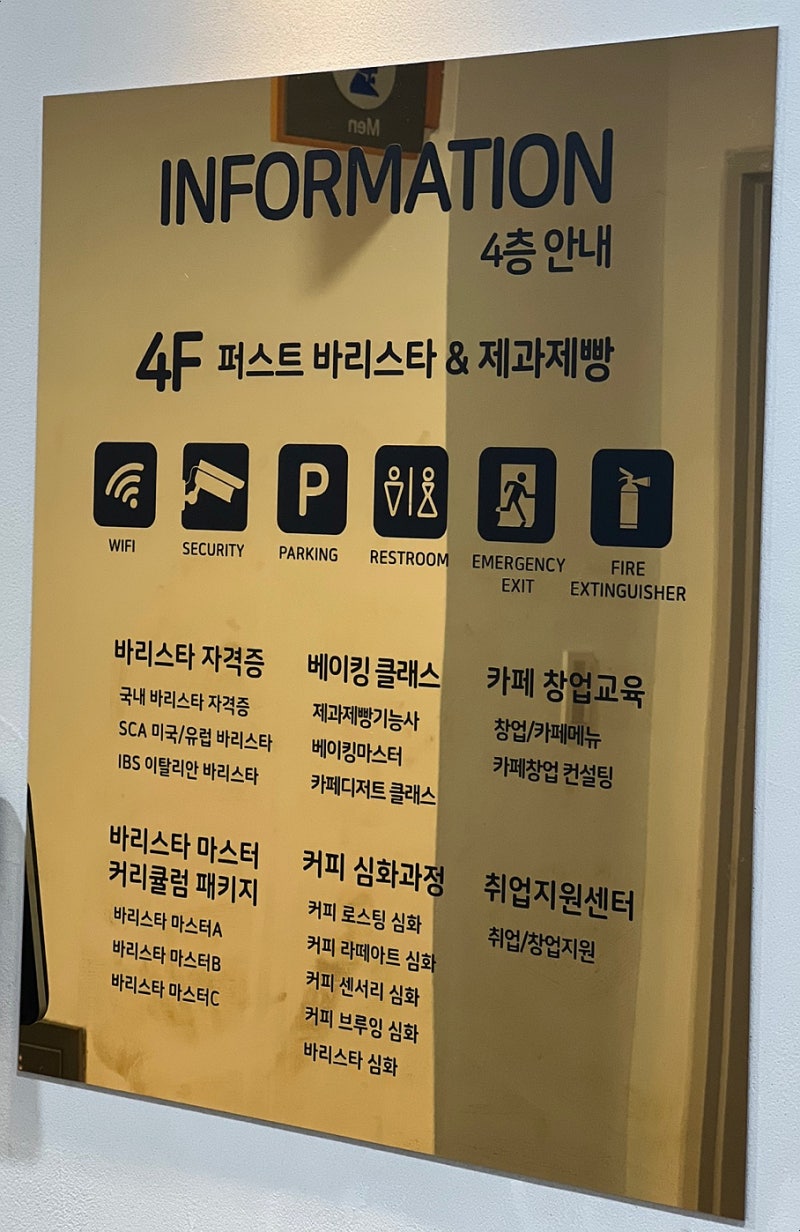 Men
INFORMATION
4층 안내
4F 퍼스트 바리스타 & 제과제빵
WIFI
SECURITY
P
PARKING
RESTROOM
EMERGENCY
EXIT
FIRE
EXTINGUISHER
바리스타 자격증
국내 바리스타 자격증
SCA 미국/유럽 바리스타
IBS 이탈리안 바리스타
베이킹 클래스
제과제빵기능사
베이킹마스터
카페디저트 클래스
카페 창업교육
창업/카페메뉴
카페창업 컨설팅
바리스타 마스터
커리큘럼 패키지
바리스타 마스터A
바리스타 마스터B
바리스타 마스터C
커피 심화과정
커피 로스팅 심화
커피 라떼아트 심화
커피 센서리 심화
커피 브루잉 심화
바리스타 심화
취업지원센터
취업/창업지원